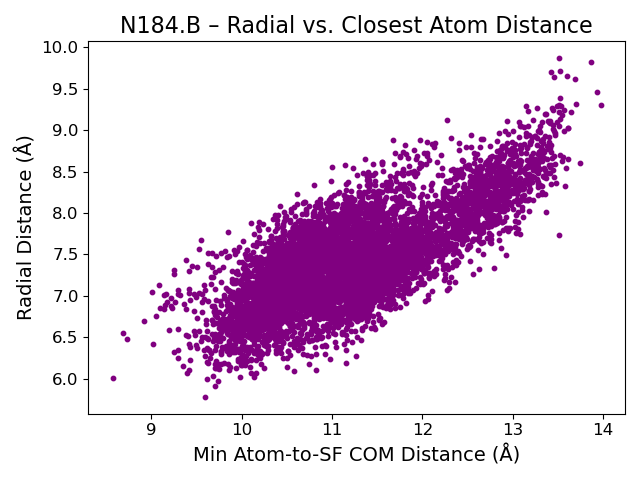 N184.B – Radial vs. Closest Atom Distance
Radial Distance (Å)
10.0
9.5
9.0
8.5
8.0
7.5
7.0
6.5
6.0
9 10 11 12 13 14
Min Atom-to-SF COM Distance (Å)